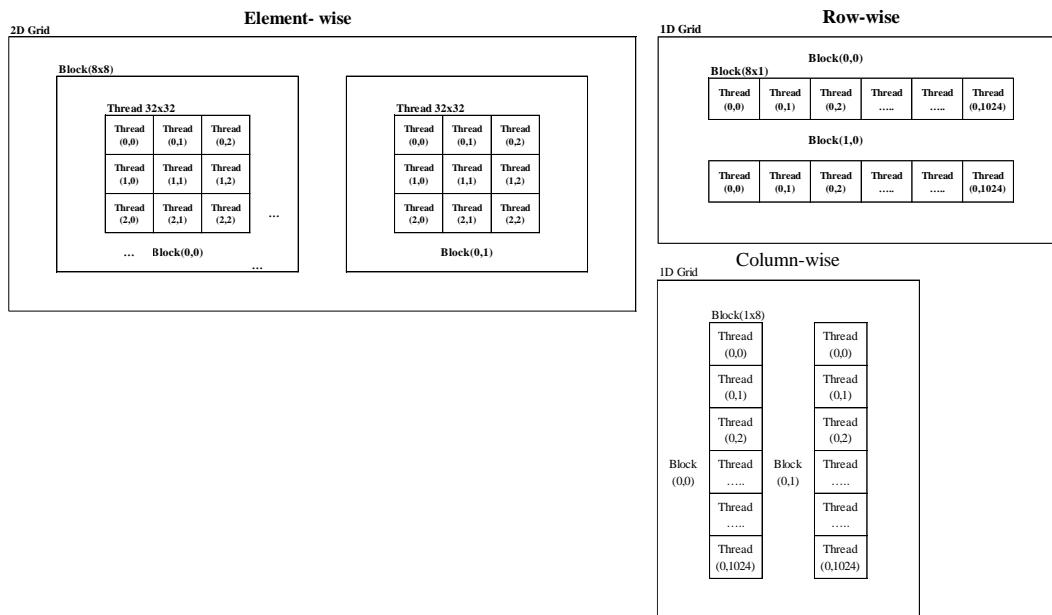 Element- wise
2D Grid
Block(8x8)
Thread 32x32
Thread Thread Thread
(0,0) (0,1) (0,2)
Thread Thread Thread
(1,0) (1,1) (1,2)
Thread Thread Thread
(2,0) (2,1) (2,2)
...
... Block(0,0)
...
Thread 32x32
Thread Thread Thread
(0,0) (0,1) (0,2)
Thread Thread Thread
(1,0) (1,1) (1,2)
Thread Thread Thread
(2,0) (2,1) (2,2)
Block(0,1)
Row-wise
1D Grid
Block(0,0)
Block(8x1)
Thread Thread Thread Thread Thread Thread
(0,0) (0,1) (0,2) ..... ..... (0,1024)
Block(1,0)
Thread Thread Thread Thread Thread Thread
(0,0) (0,1) (0,2) ..... ..... (0,1024)
Column-wise
1D Grid
Block(1x8)
Thread
(0,0)
Thread
(0,1)
Thread
(0,2)
Block
(0,0)
Thread
.....
Thread
.....
Thread
(0,1024)
Thread
(0,0)
Thread
(0,1)
Thread
(0,2)
Block
(0,1)
Thread
.....
Thread
.....
Thread
(0,1024)